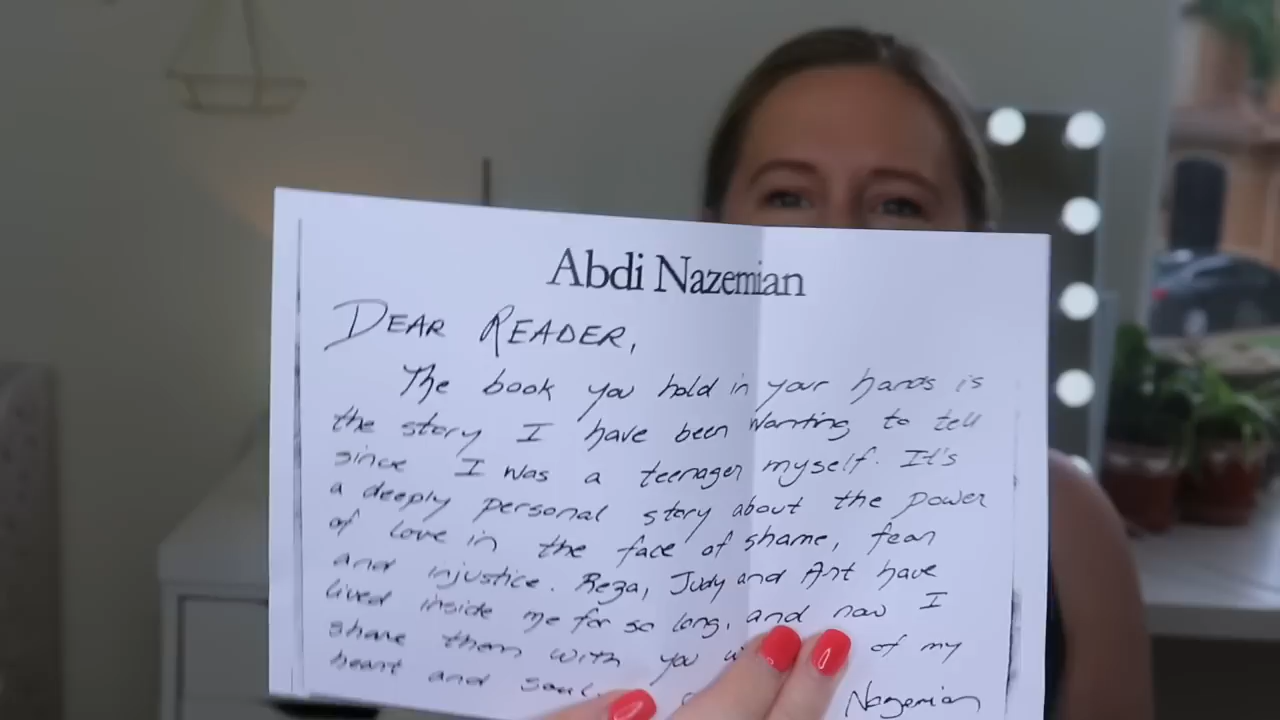 Abdi Nazemian
DEAR READER,
The book you hold in your hands is
the story I have been wanting to tell
since I was a teenager myself. It's
a deeply personal story about the power
of love in the face of shame, fear
and injustice. Reza, Judy and Art have
lived inside me for so long, and now I
share them with you of my
heart and soul. Nazemian